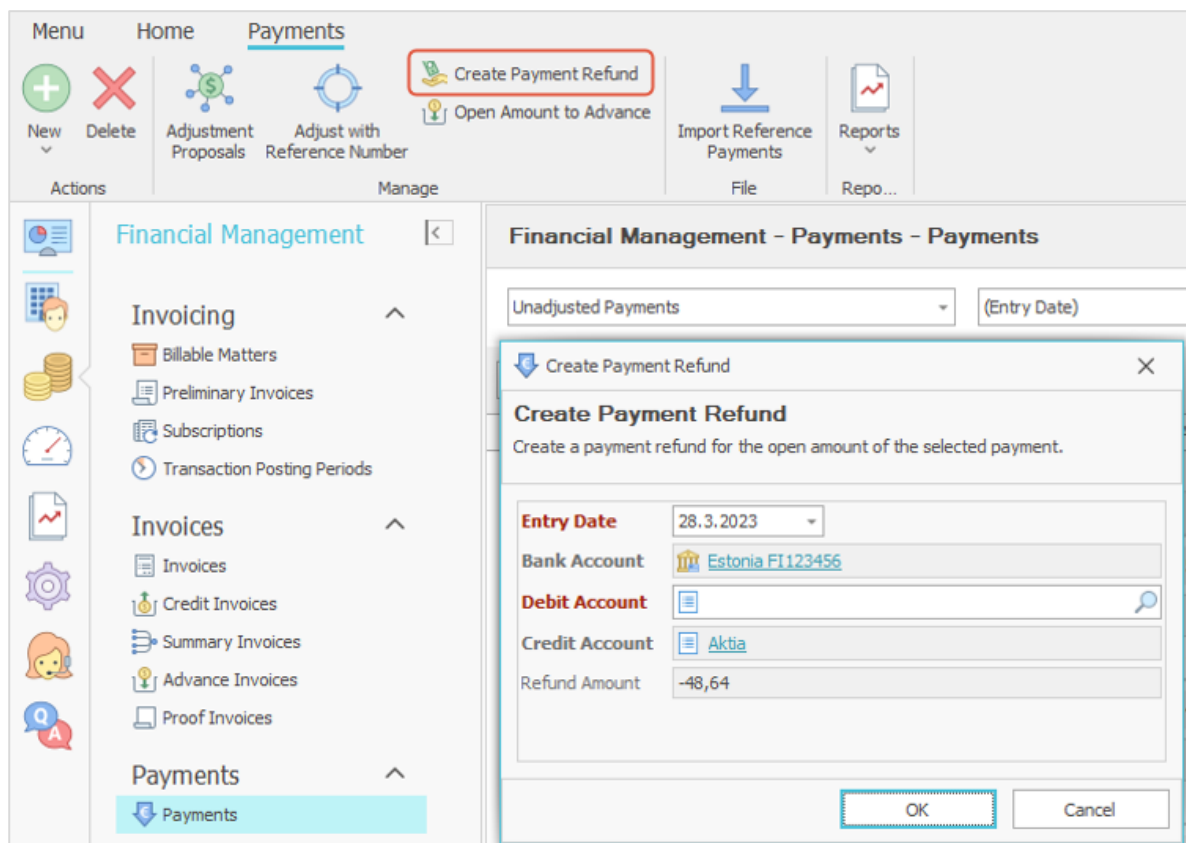 Menu Home Payments
Create Payment Refund
Open Amount to Advance
New Delete Adjustment Proposals Adjust with Reference Number Import Reference Payments Reports
Actions Manage File Repo...
Financial Management
Financial Management - Payments - Payments
Unadjusted Payments (Entry Date)
Invoicing
Billable Matters
Preliminary Invoices
Subscriptions
Transaction Posting Periods
Invoices
Invoices
Credit Invoices
Summary Invoices
Advance Invoices
Proof Invoices
Payments
Payments
Create Payment Refund
Create Payment Refund
Create a payment refund for the open amount of the selected payment.
Entry Date 28.3.2023
Bank Account Estonia FI123456
Debit Account
Credit Account Aktia
Refund Amount -48,64
OK Cancel
Q
A